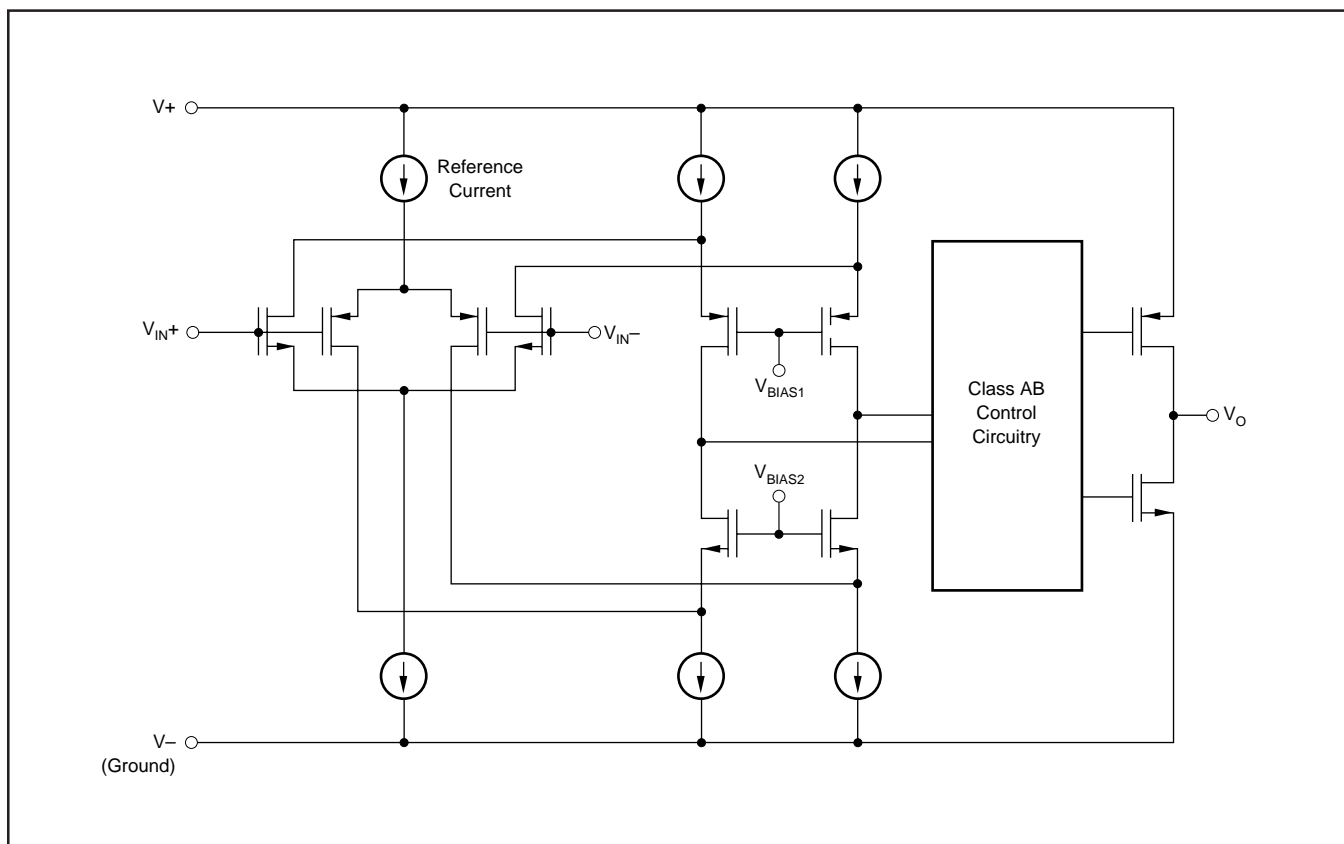 V+
Reference
Current
VIN+
VIN–
VBIAS1
Class AB
Control
Circuitry
VO
VBIAS2
V–
(Ground)